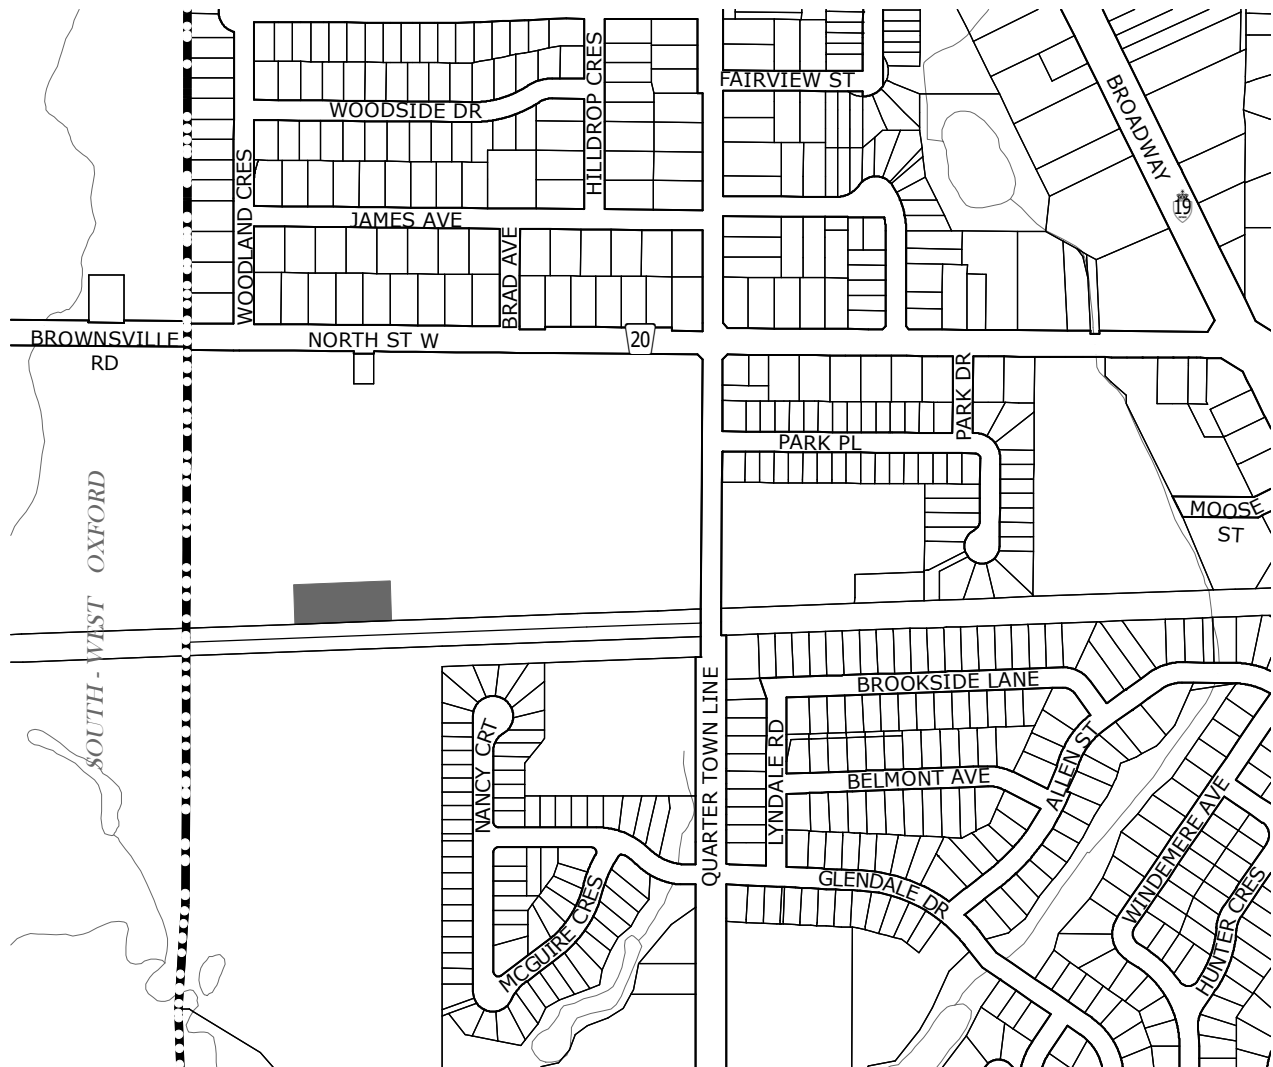 WOODSIDE DR
HILLDROP CRES
FAIRVIEW ST
BROADWAY
19
WOODLAND CRES
JAMES AVE
BRAD AVE
BROWNSVILLE
RD
NORTH ST W
20
PARK DR
PARK PL
SOUTH - WEST OXFORD
MOOSE
ST
QUARTER TOWN LINE
BROOKSIDE LANE
NANCY CRT
LYNDALE RD
ALLEN ST
BELMONT AVE
WINDEMERE AVE
GLENDALE DR
MCGUIRE CRES
HUNTER CRES